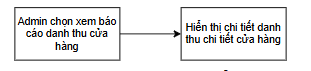 Admin chọn xem báo
cáo danh thu cửa
hàng
Hiển thị chi tiết danh
thu chi tiết cửa hàng